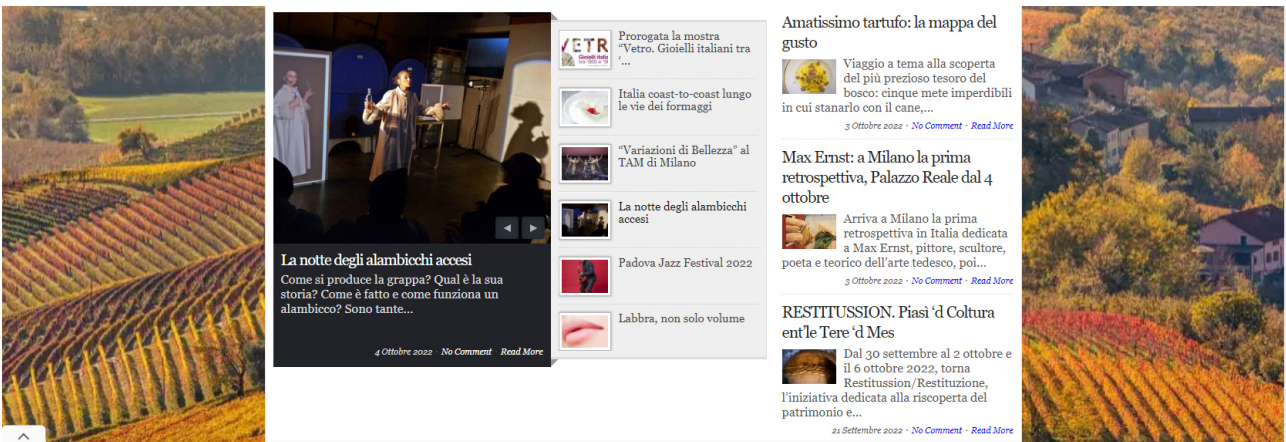 La notte degli alambicchi accesi
Come si produce la grappa? Qual è la sua
storia? Come è fatto e come funziona un
alambicco? Sono tante...
4 Ottobre 2022 · No Comment · Read More
VETR
Gioielli Italia
tra 1930 e '9
Prorogata la mostra
“Vetro. Gioielli italiani tra
‘...
Italia coast-to-coast lungo
le vie dei formaggi
“Variazioni di Bellezza” al
TAM di Milano
La notte degli alambicchi
accesi
Padova Jazz Festival 2022
Labbra, non solo volume
Amatissimo tartufo: la mappa del
gusto
Viaggio a tema alla scoperta
del più prezioso tesoro del
bosco: cinque mete imperdibili
in cui stanarlo con il cane,...
3 Ottobre 2022 · No Comment · Read More
Max Ernst: a Milano la prima
retrospettiva, Palazzo Reale dal 4
ottobre
Arriva a Milano la prima
retrospettiva in Italia dedicata
a Max Ernst, pittore, scultore,
poeta e teorico dell’arte tedesco, poi...
3 Ottobre 2022 · No Comment · Read More
RESTITUSSION. Piasì ‘d Coltura
ent’le Tere ‘d Mes
Dal 30 settembre al 2 ottobre e
il 6 ottobre 2022, torna
Restitussion/Restituzione,
l’iniziativa dedicata alla riscoperta del
patrimonio e...
21 Settembre 2022 · No Comment · Read More